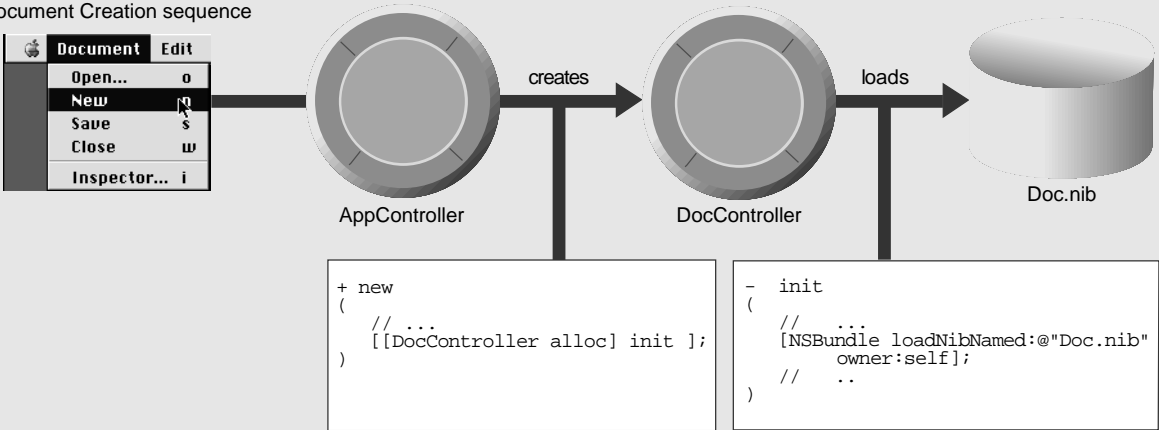 ocument Creation sequence
Document Edit
Open... o
New n
Save s
Close w
Inspector... i
creates
loads
AppController
DocController
Doc.nib
+ new
(
// ...
[[DocController alloc] init ];
)
- init
(
// ...
[NSBundle loadNibNamed:@"Doc.nib"
owner:self];
// ..
)